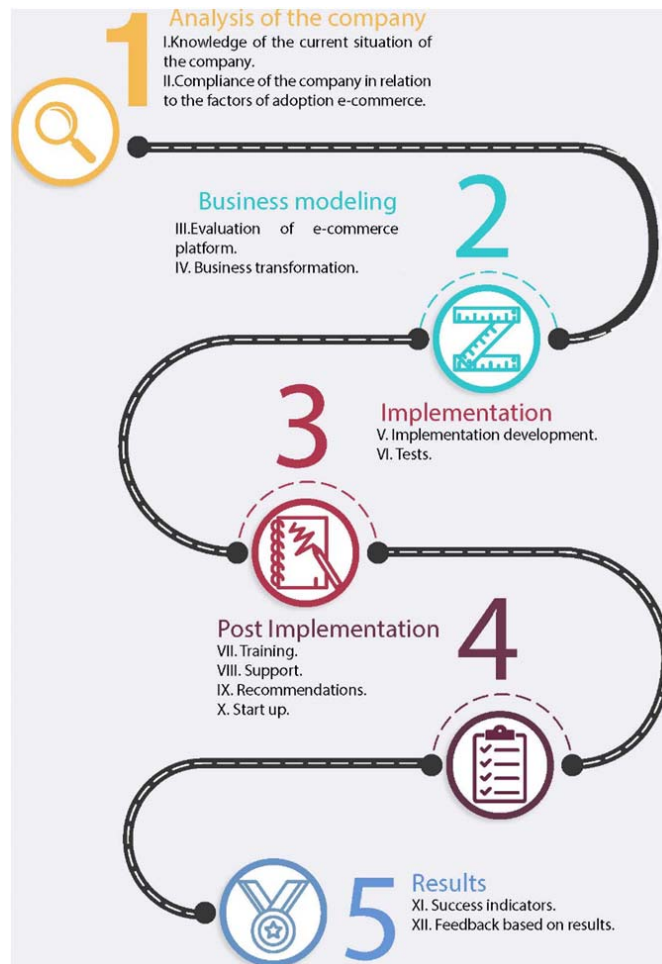 1
Analysis of the company
I.Knowledge of the current situation of
the company.
II.Compliance of the company in relation
to the factors of adoption e-commerce.
2
Business modeling
III.Evaluation of e-commerce
platform.
IV. Business transformation.
3
Implementation
V. Implementation development.
VI. Tests.
4
Post Implementation
VII. Training.
VIII. Support.
IX. Recommendations.
X. Start up.
5
Results
XI. Success indicators.
XII. Feedback based on results.